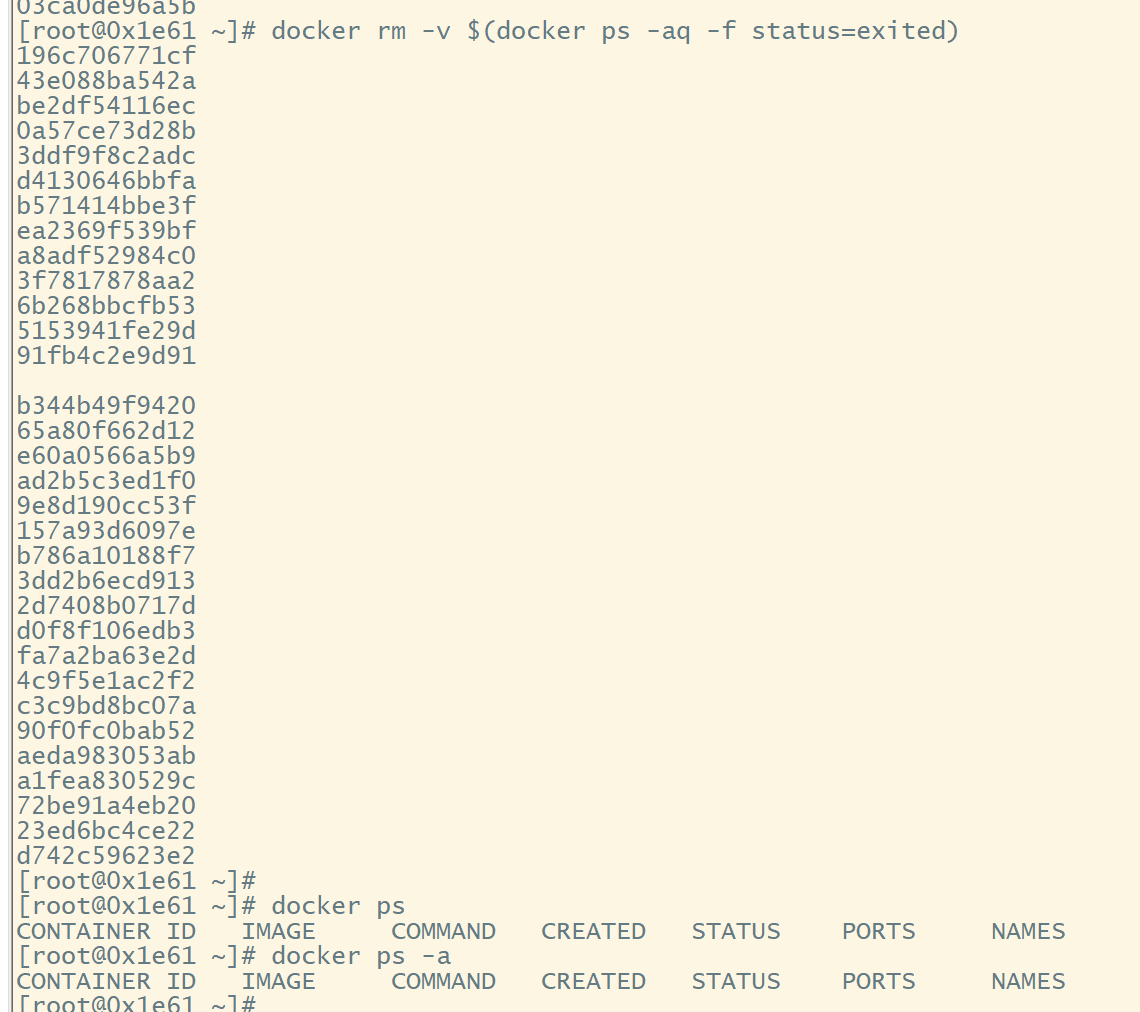 03ca0de96a5b
[root@0x1e61 ~]# docker rm -v $(docker ps -aq -f status=exited)
196c706771cf
43e088ba542a
be2df54116ec
0a57ce73d28b
3ddf9f8c2adc
d4130646bbfa
b571414bbe3f
ea2369f539bf
a8adf52984c0
3f7817878aa2
6b268bbcfb53
5153941fe29d
91fb4c2e9d91
b344b49f9420
65a80f662d12
e60a0566a5b9
ad2b5c3ed1f0
9e8d190cc53f
157a93d6097e
b786a10188f7
3dd2b6ecd913
2d7408b0717d
d0f8f106edb3
fa7a2ba63e2d
4c9f5e1ac2f2
c3c9bd8bc07a
90f0fc0bab52
aeda983053ab
a1fea830529c
72be91a4eb20
23ed6bc4ce22
d742c59623e2
[root@0x1e61 ~]#
[root@0x1e61 ~]# docker ps
CONTAINER ID   IMAGE     COMMAND   CREATED   STATUS    PORTS     NAMES
[root@0x1e61 ~]# docker ps -a
CONTAINER ID   IMAGE     COMMAND   CREATED   STATUS    PORTS     NAMES
[root@0x1e61 ~]#